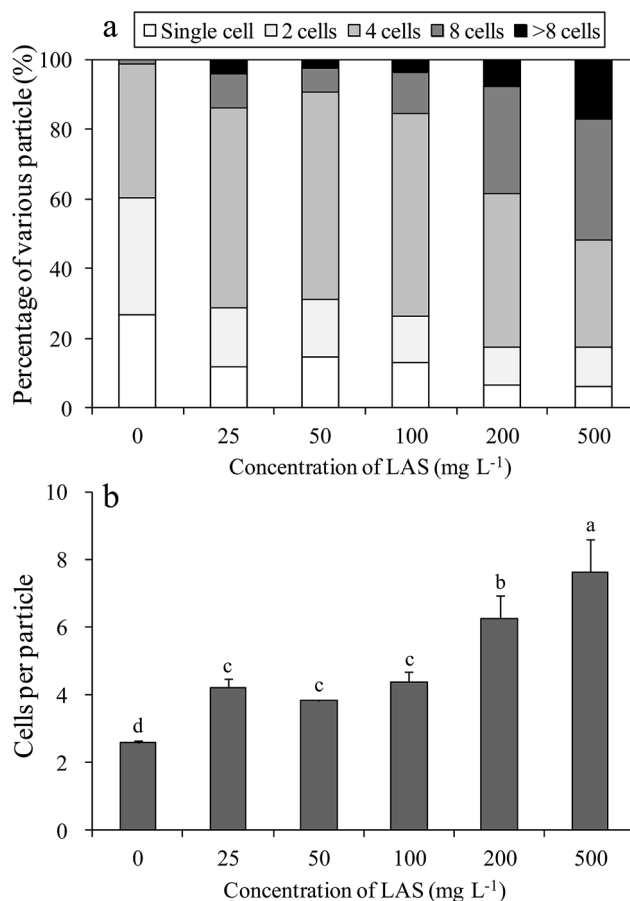 a
Single cell 2 cells 4 cells 8 cells >8 cells
Percentage of various particle (%)
100
80
60
40
20
0
0 25 50 100 200 500
Concentration of LAS (mg L⁻¹)
b
Cells per particle
10
8
6
4
2
0
d c c c b a
0 25 50 100 200 500
Concentration of LAS (mg L⁻¹)